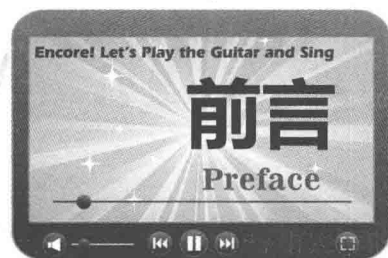 Encore! Let's Play the Guitar and Sing
前言
Preface